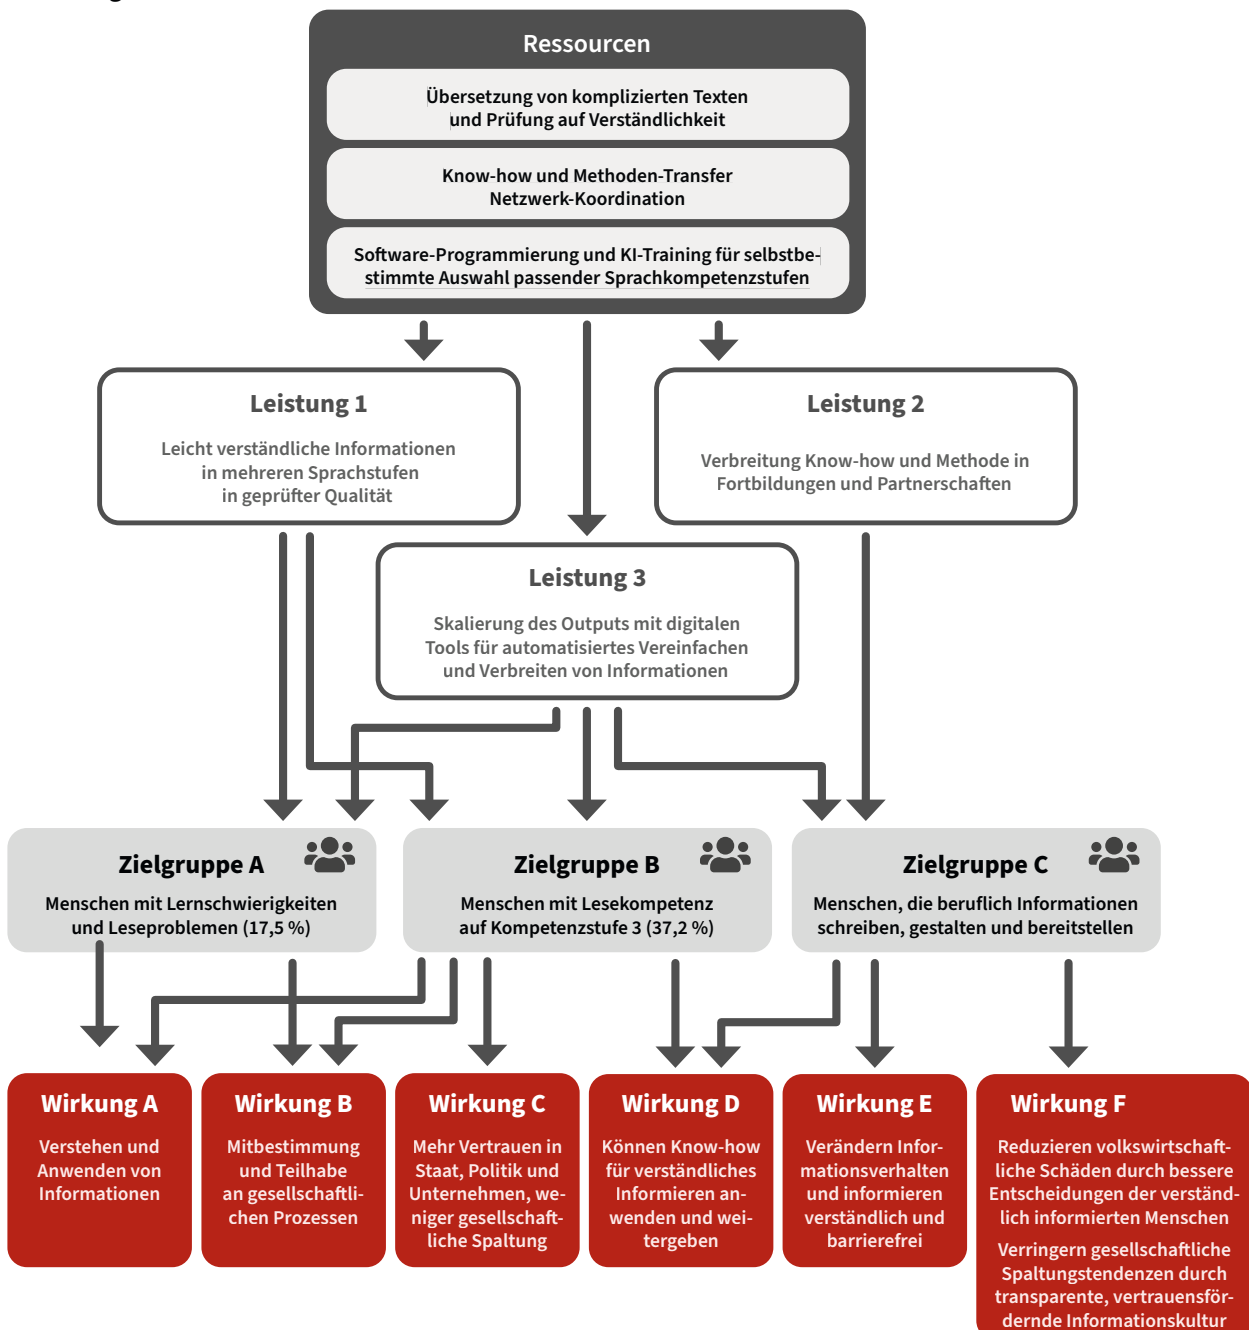 Ressourcen
Übersetzung von komplizierten Texten
und Prüfung auf Verständlichkeit
Know-how und Methoden-Transfer
Netzwerk-Koordination
Software-Programmierung und KI-Training für selbstbe-
stimmte Auswahl passender Sprachkompetenzstufen
Leistung 1
Leicht verständliche Informationen
in mehreren Sprachstufen
in geprüfter Qualität
Leistung 2
Verbreitung Know-how und Methode in
Fortbildungen und Partnerschaften
Leistung 3
Skalierung des Outputs mit digitalen
Tools für automatisiertes Vereinfachen
und Verbreiten von Informationen
Zielgruppe A
Menschen mit Lernschwierigkeiten
und Leseproblemen (17,5 %)
Zielgruppe B
Menschen mit Lesekompetenz
auf Kompetenzstufe 3 (37,2 %)
Zielgruppe C
Menschen, die beruflich Informationen
schreiben, gestalten und bereitstellen
Wirkung A
Verstehen und
Anwenden von
Informationen
Wirkung B
Mitbestimmung
und Teilhabe
an gesellschaftli-
chen Prozessen
Wirkung C
Mehr Vertrauen in
Staat, Politik und
Unternehmen, we-
niger gesellschaft-
liche Spaltung
Wirkung D
Können Know-how
für verständliches
Informieren an-
wenden und wei-
tergeben
Wirkung E
Verändern Infor-
mationsverhalten
und informieren
verständlich und
barrierefrei
Wirkung F
Reduzieren volkswirtschaft-
liche Schäden durch bessere
Entscheidungen der verständ-
lich informierten Menschen
Verringern gesellschaftliche
Spaltungstendenzen durch
transparente, vertrauensför-
dernde Informationskultur